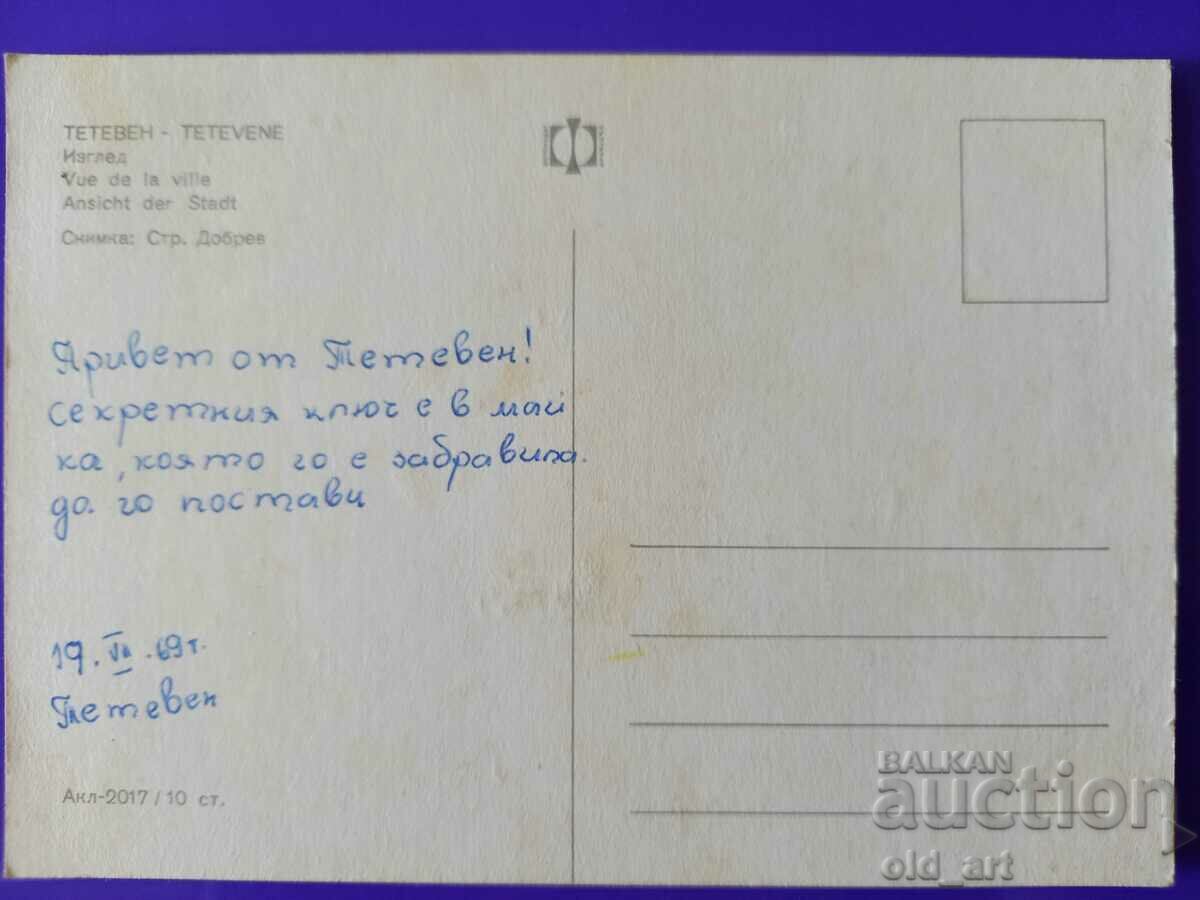 ТЕТЕВЕН - TETEVENE
Изглед
Vue de la ville
Ansicht der Stadt
Снимка: Стр. Добрев
Привет от Тетевен!
Секретния ключ е в май
ка, която го е забравила
да го постави
19. VII .69 г.
Тетевен
Акл-2017 / 10 ст.
BALKAN
auction
old_art